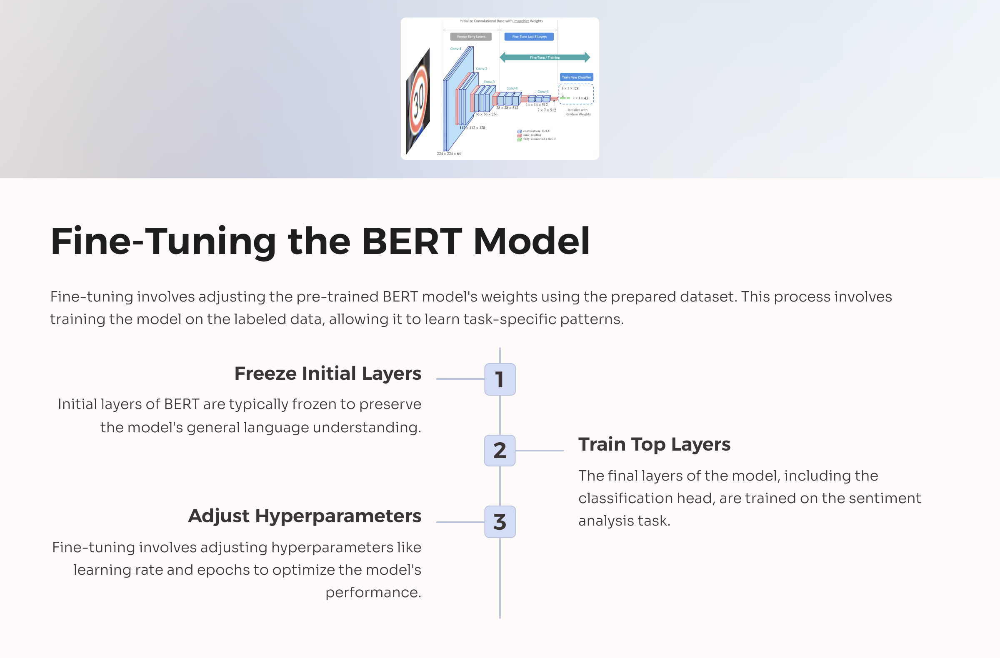 Initialize Convolutional Base with ImageNet Weights
Freeze Early Layers
Fine-Tune Last 8 Layers
Conv-1
Fine-Tune / Training
Conv-2
Train New Classifier
Conv-3
Conv-4
Conv-5
1 × 1 × 128
1 × 1 × 43
30
14 × 14 × 512
28 × 28 × 512
7 × 7 × 512
Initialize with
Random Weights
56 × 56 × 256
112 × 112 × 128
convolution+ReLU
max pooling
fully connected+ReLU
224 × 224 × 64
Fine-Tuning the BERT Model
Fine-tuning involves adjusting the pre-trained BERT model's weights using the prepared dataset. This process involves
training the model on the labeled data, allowing it to learn task-specific patterns.
1
Freeze Initial Layers
Initial layers of BERT are typically frozen to preserve
the model's general language understanding.
2
Train Top Layers
The final layers of the model, including the
classification head, are trained on the sentiment
analysis task.
3
Adjust Hyperparameters
Fine-tuning involves adjusting hyperparameters like
learning rate and epochs to optimize the model's
performance.